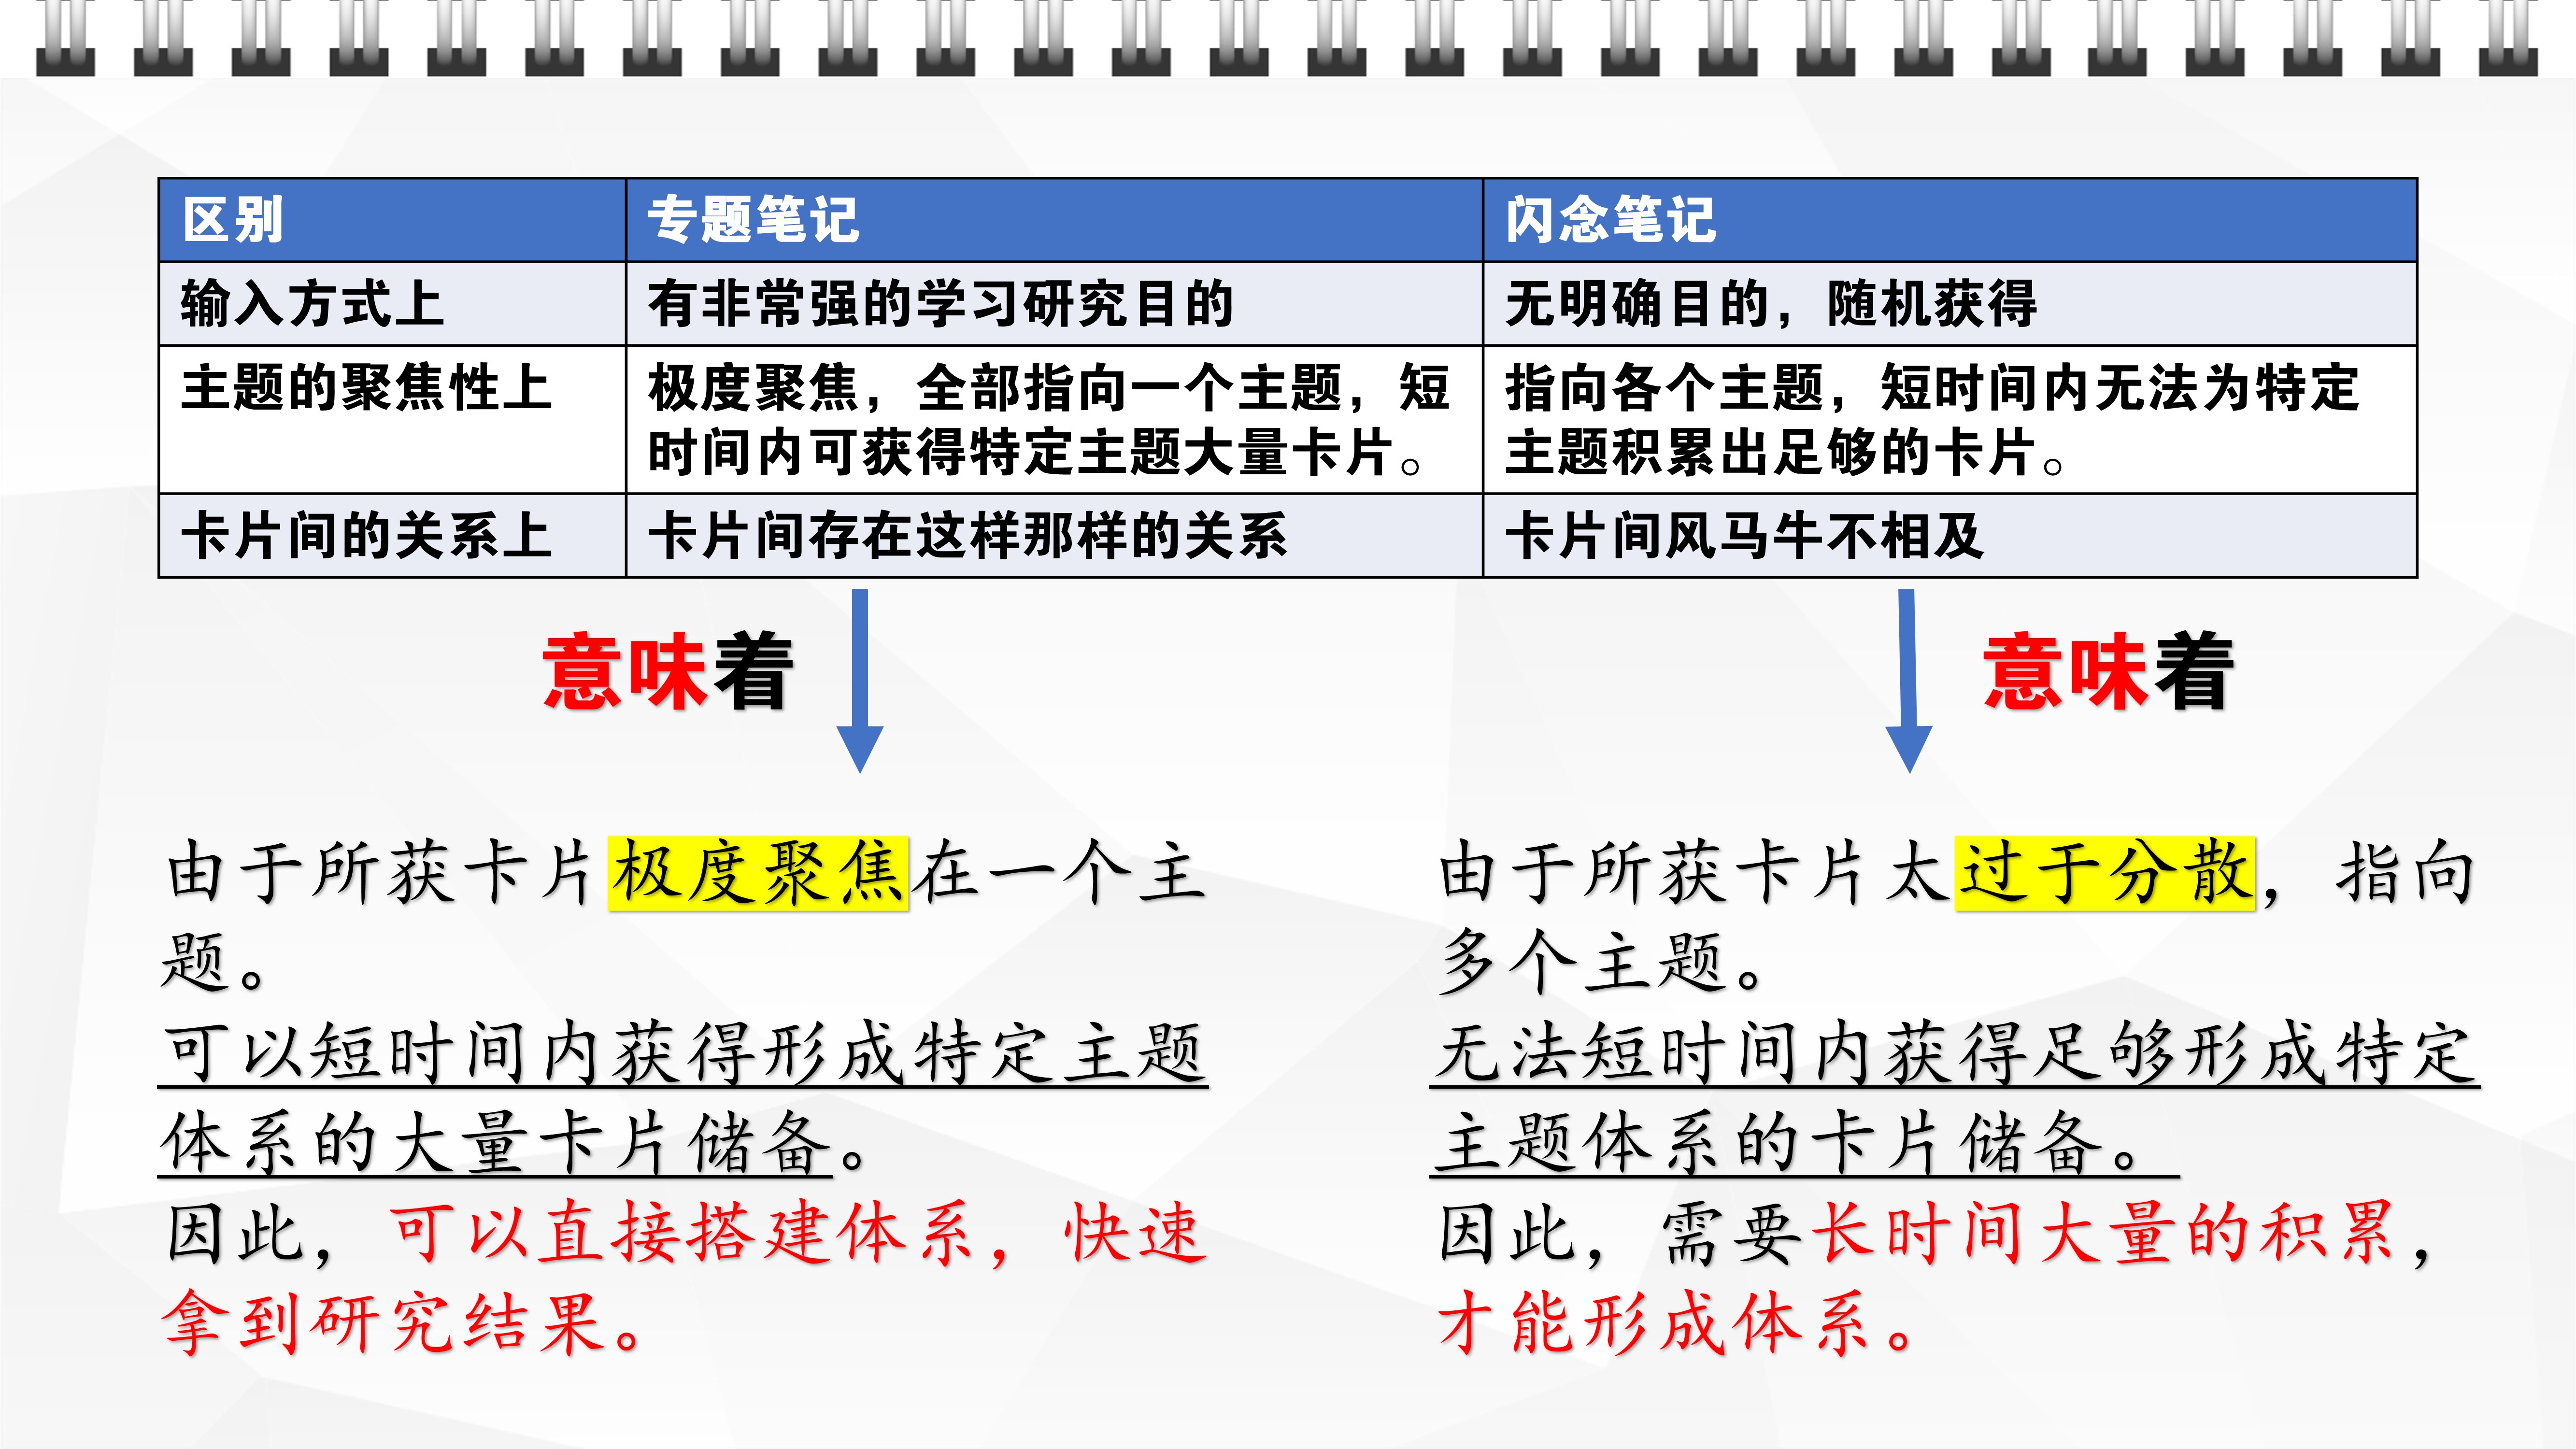 区别 专题笔记 闪念笔记
输入方式上 有非常强的学习研究目的 无明确目的，随机获得
主题的聚焦性上 极度聚焦，全部指向一个主题，短 指向各个主题，短时间内无法为特定
时间内可获得特定主题大量卡片。 主题积累出足够的卡片。
卡片间的关系上 卡片间存在这样那样的关系 卡片间风马牛不相及
意味着
意味着
由于所获卡片极度聚焦在一个主
题。
可以短时间内获得形成特定主题
体系的大量卡片储备。
因此，可以直接搭建体系，快速
拿到研究结果。
由于所获卡片太过于分散，指向
多个主题。
无法短时间内获得足够形成特定
主题体系的卡片储备。
因此，需要长时间大量的积累，
才能形成体系。